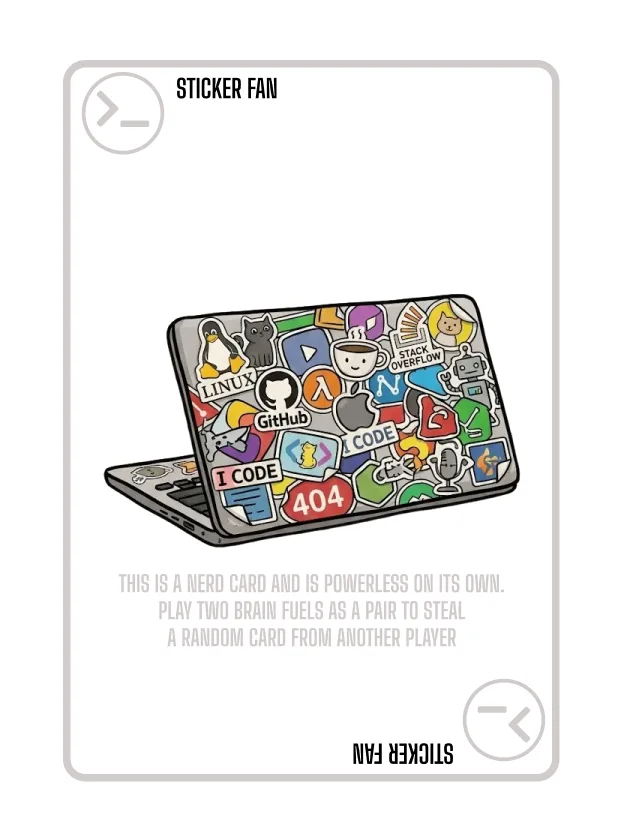 STICKER FAN
LINUX
STACK
OVERFLOW
GitHub
I CODE
I CODE
404
THIS IS A NERD CARD AND IS POWERLESS ON ITS OWN.
PLAY TWO BRAIN FUELS AS A PAIR TO STEAL
A RANDOM CARD FROM ANOTHER PLAYER
STICKER FAN